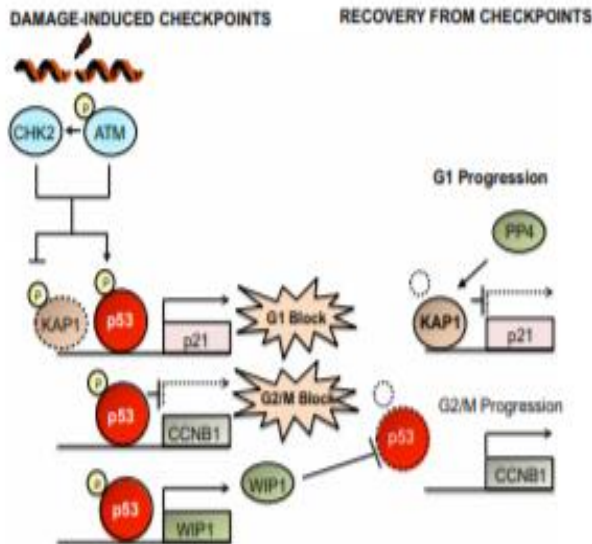 DAMAGE-INDUCED CHECKPOINTS
RECOVERY FROM CHECKPOINTS
P
CHK2
ATM
G1 Progression
PP4
P
P
KAP1
p53
G1 Block
p21
KAP1
p21
P
p53
G2/M Block
CCNB1
G2/M Progression
p53
CCNB1
P
p53
WIP1
WIP1